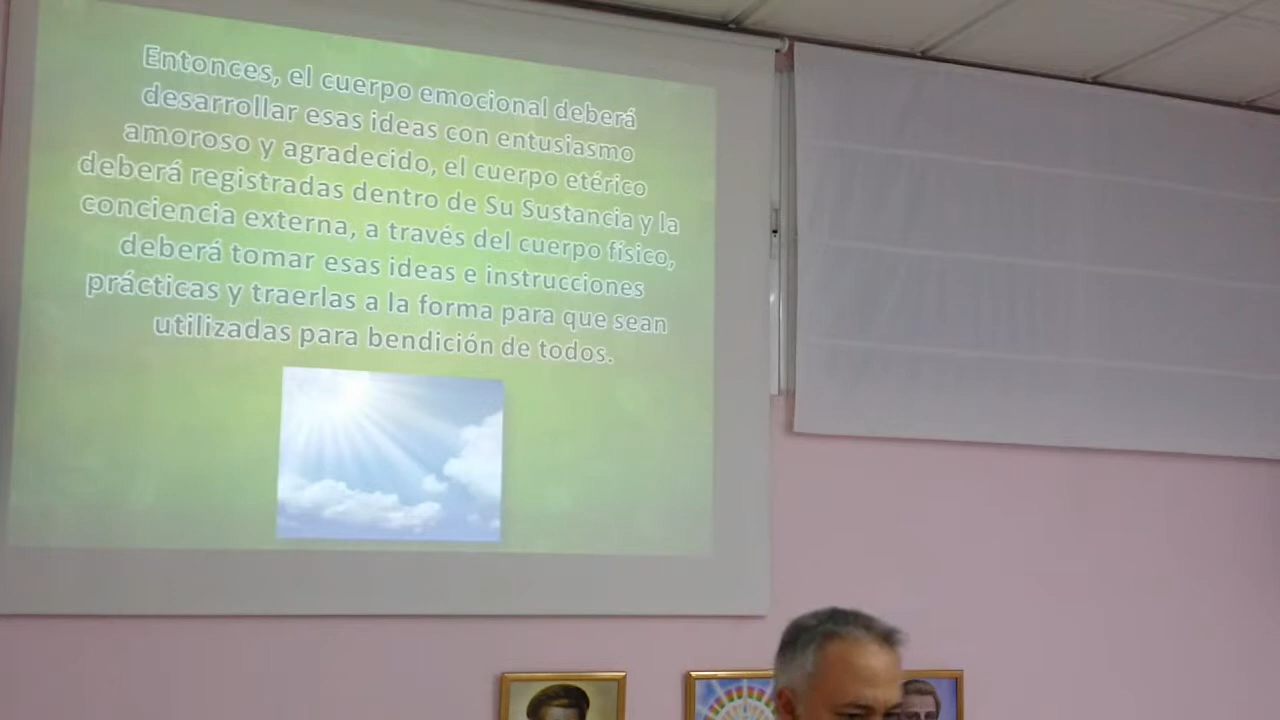 Entonces, el cuerpo emocional deberá
desarrollar esas ideas con entusiasmo
amoroso y agradecido, el cuerpo etérico
deberá registradas dentro de Su Sustancia y la
conciencia externa, a través del cuerpo físico,
deberá tomar esas ideas e instrucciones
prácticas y traerlas a la forma para que sean
utilizadas para bendición de todos.